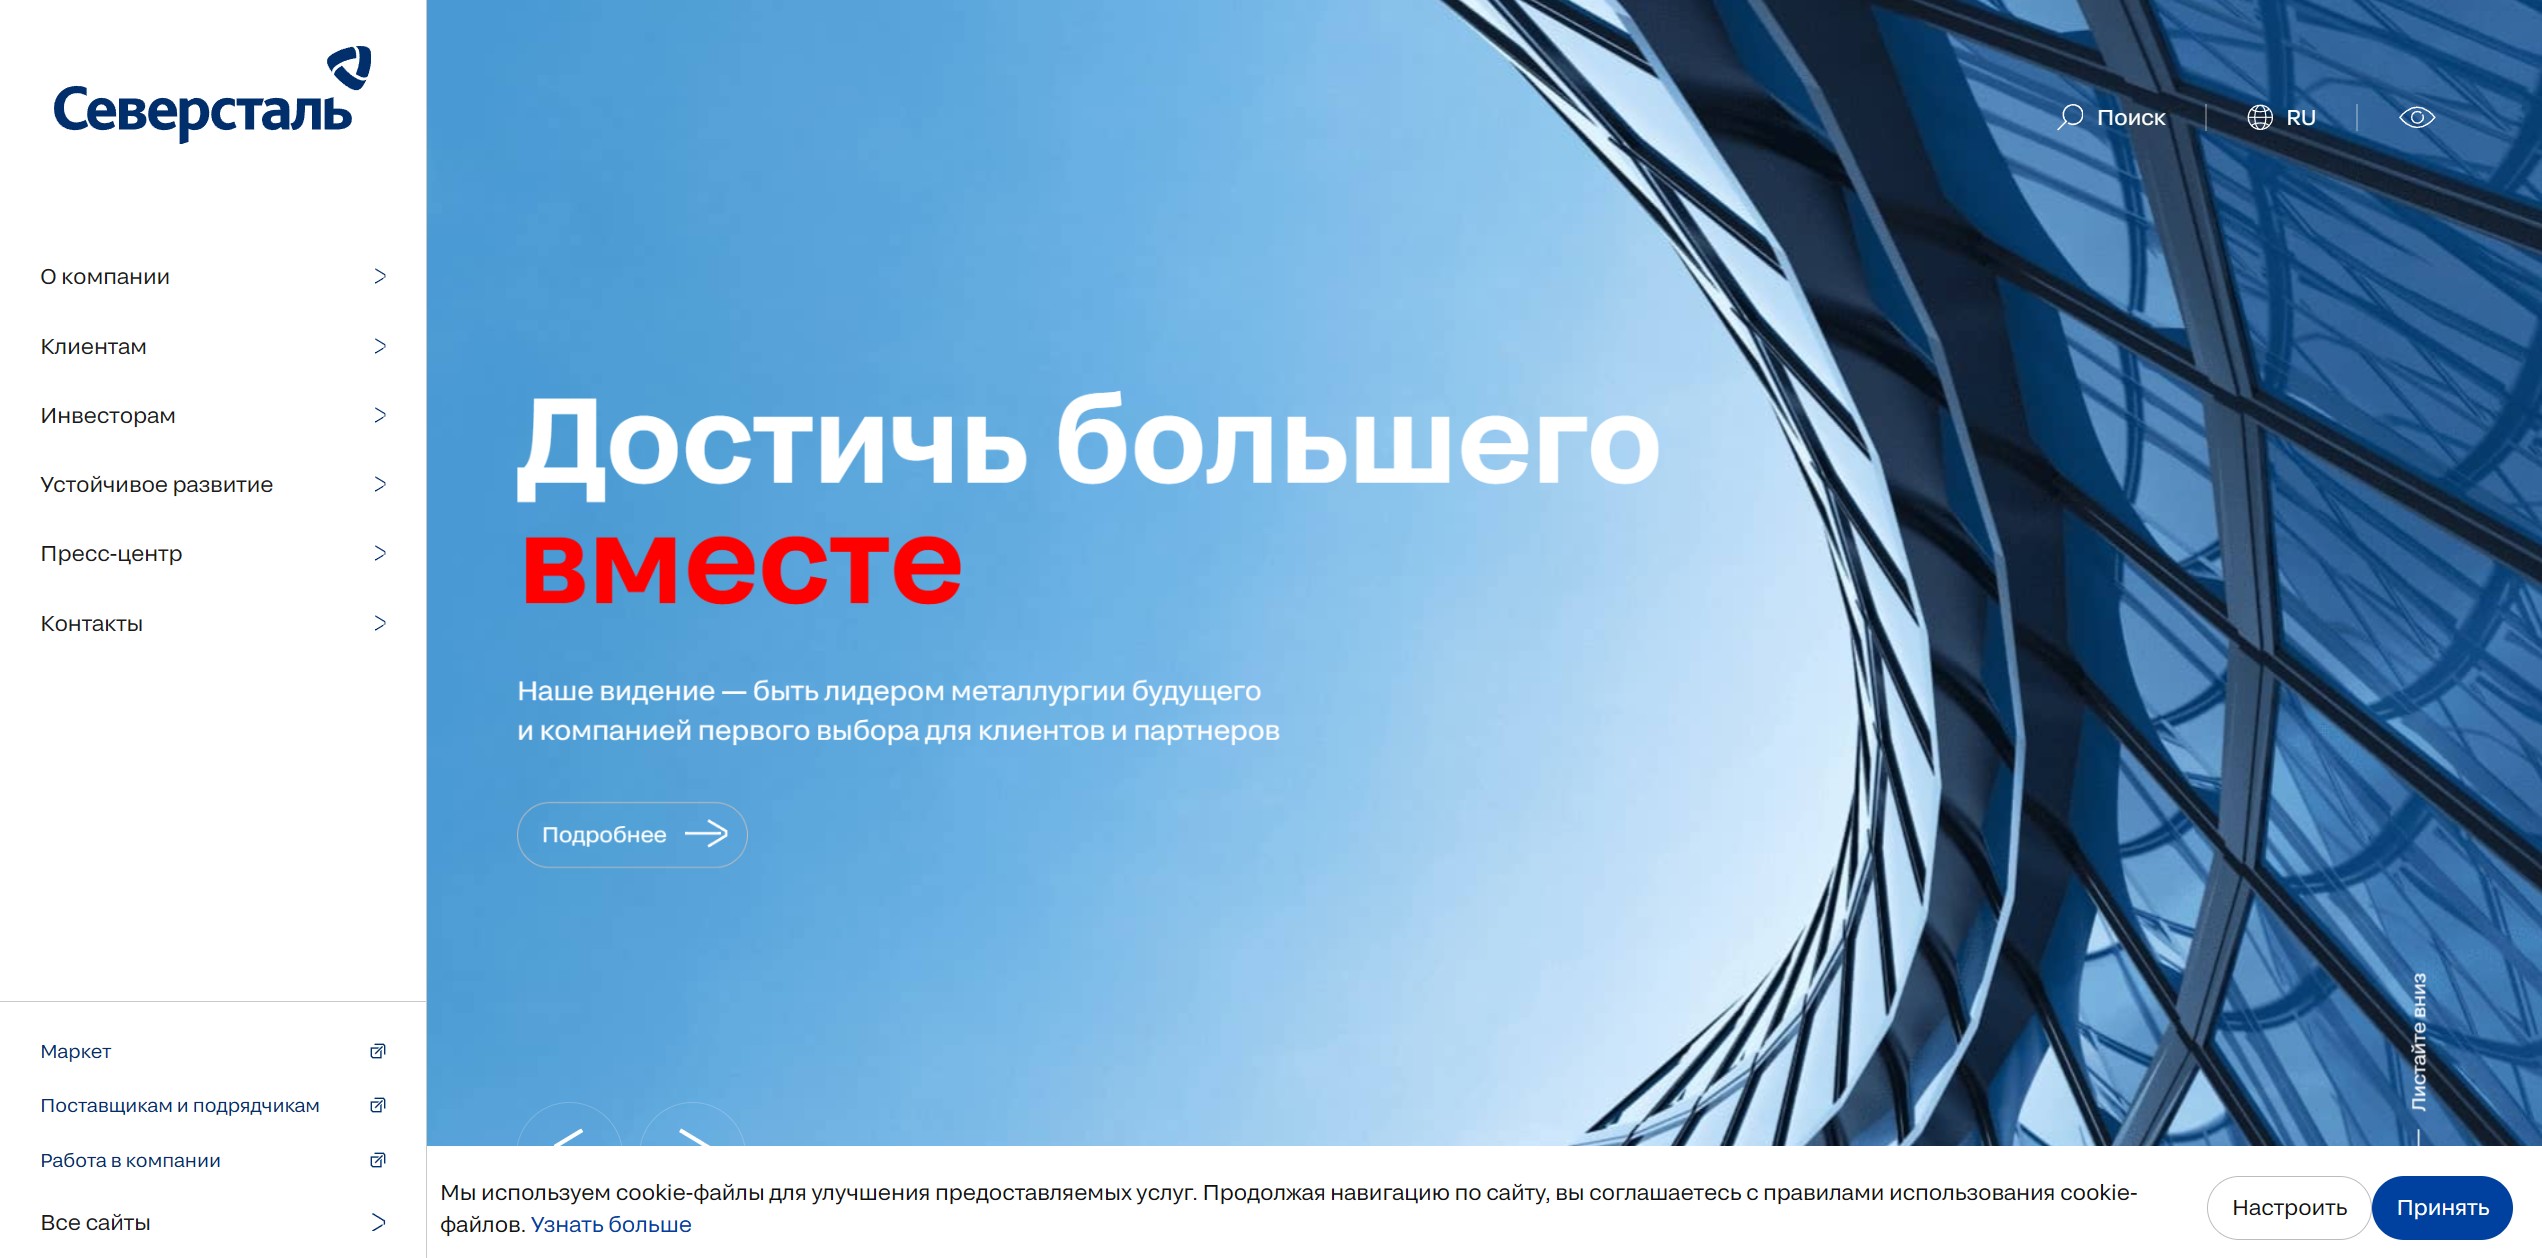 Северсталь
О компании
Клиентам
Инвесторам
Устойчивое развитие
Пресс-центр
Контакты
Маркет
Поставщикам и подрядчикам
Работа в компании
Все сайты
Поиск
RU
Достичь большего
вместе
Наше видение — быть лидером металлургии будущего
и компанией первого выбора для клиентов и партнеров
Подробнее
Листайте вниз
Мы используем cookie-файлы для улучшения предоставляемых услуг. Продолжая навигацию по сайту, вы соглашаетесь с правилами использования cookie-
файлов. Узнать больше
Настроить
Принять